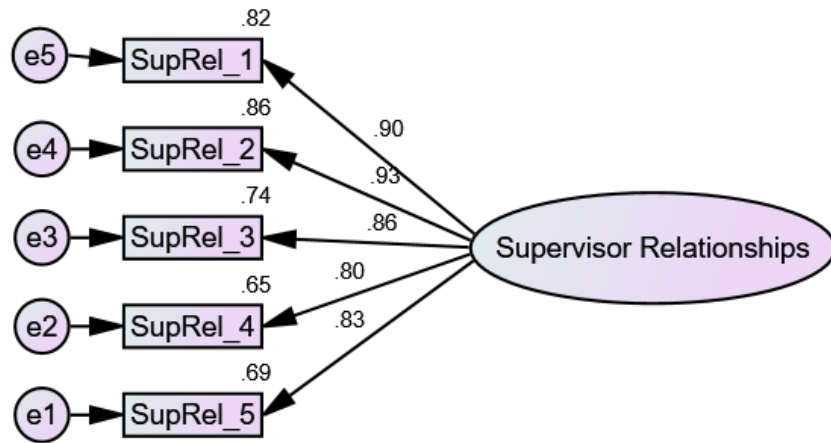 .82
e5 SupRel_1
.90
.86
e4 SupRel_2
.93
.74
e3 SupRel_3
.86
Supervisor Relationships
.65
.80
e2 SupRel_4
.83
.69
e1 SupRel_5